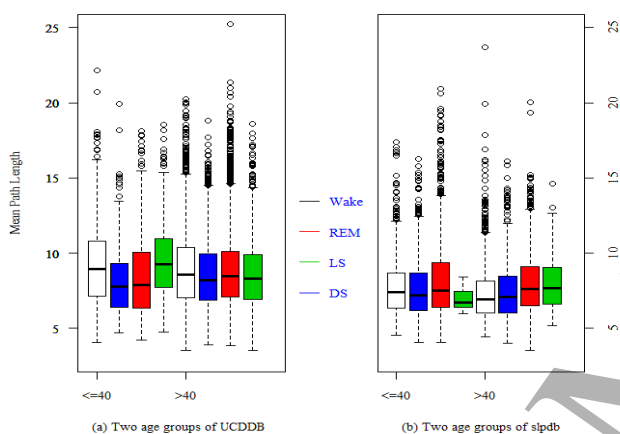 25
20
15
10
5
Mean Path Length
<=40
>40
(a) Two age groups of UCDDB
Wake
REM
LS
DS
25
20
15
10
5
<=40
>40
(b) Two age groups of slpdb